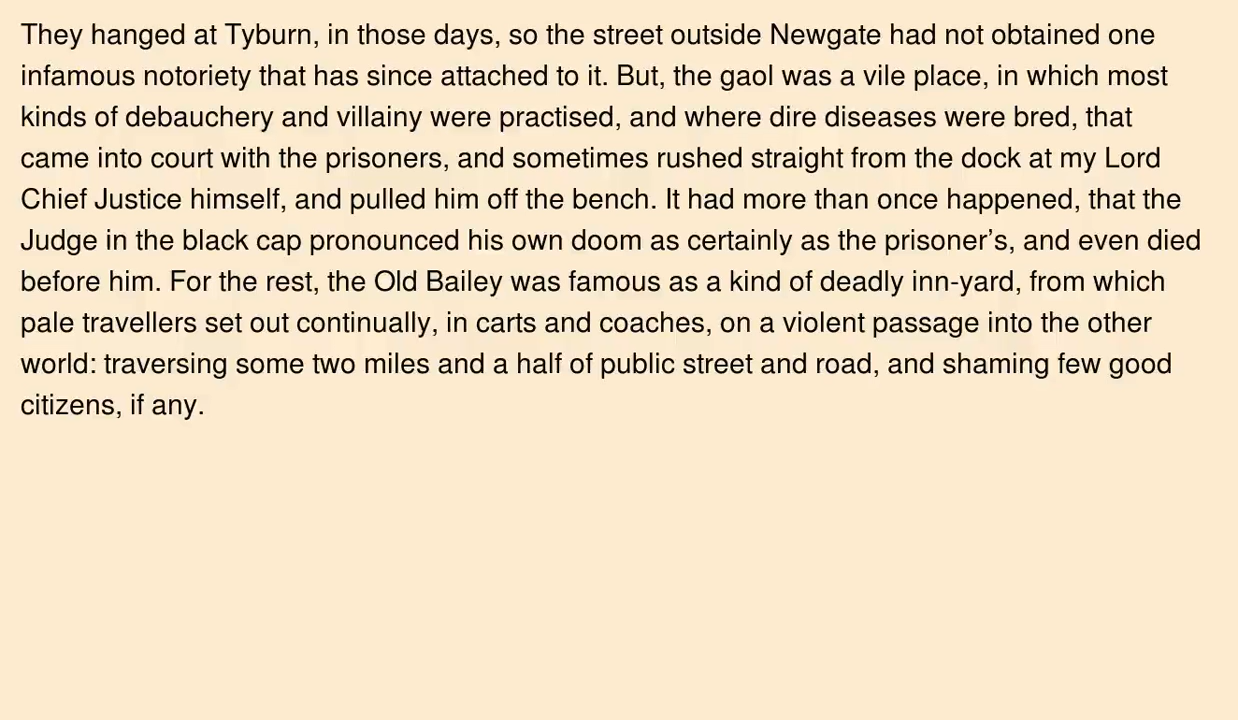 They hanged at Tyburn, in those days, so the street outside Newgate had not obtained one
infamous notoriety that has since attached to it. But, the gaol was a vile place, in which most
kinds of debauchery and villainy were practised, and where dire diseases were bred, that
came into court with the prisoners, and sometimes rushed straight from the dock at my Lord
Chief Justice himself, and pulled him off the bench. It had more than once happened, that the
Judge in the black cap pronounced his own doom as certainly as the prisoner’s, and even died
before him. For the rest, the Old Bailey was famous as a kind of deadly inn-yard, from which
pale travellers set out continually, in carts and coaches, on a violent passage into the other
world: traversing some two miles and a half of public street and road, and shaming few good
citizens, if any.